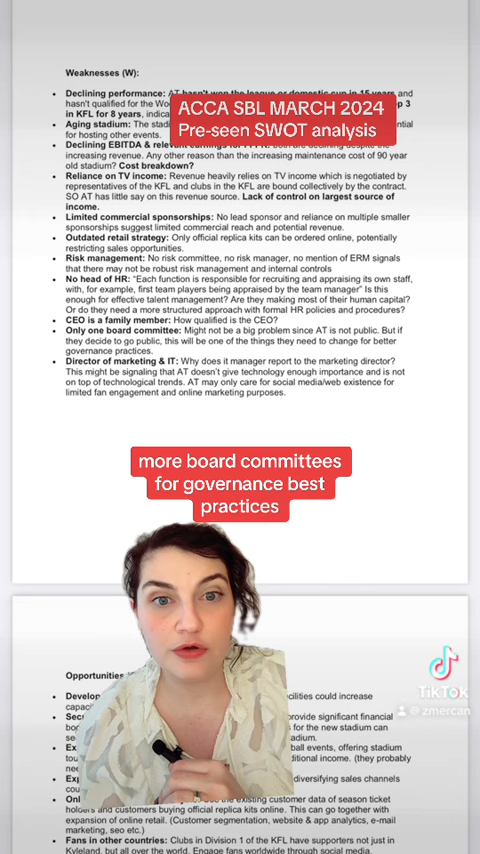 Weaknesses (W):
ACCA SBL MARCH 2024
Pre-seen SWOT analysis
• Declining performance: AT hasn't won the league or domestic cup in 15 years and
hasn't qualified for the Wo p 3
in KFL for 8 years, indica
• Aging stadium: The stadi ntial
for hosting other events.
• Declining EBITDA & relev
increasing revenue. Any other reason than the increasing maintenance cost of 90 year
old stadium? Cost breakdown?
• Reliance on TV income: Revenue heavily relies on TV income which is negotiated by
representatives of the KFL and clubs in the KFL are bound collectively by the contract.
SO AT has little say on this revenue source. Lack of control on largest source of
income.
• Limited commercial sponsorships: No lead sponsor and reliance on multiple smaller
sponsorships suggest limited commercial reach and potential revenue.
• Outdated retail strategy: Only official replica kits can be ordered online, potentially
restricting sales opportunities.
• Risk management: No risk committee, no risk manager, no mention of ERM signals
that there may not be robust risk management and internal controls
• No head of HR: “Each function is responsible for recruiting and appraising its own staff,
with, for example, first team players being appraised by the team manager” Is this
enough for effective talent management? Are they making most of their human capital?
Or do they need a more structured approach with formal HR policies and procedures?
• CEO is a family member: How qualified is the CEO?
• Only one board committee: Might not be a big problem since AT is not public. But if
they decide to go public, this will be one of the things they need to change for better
governance practices.
• Director of marketing & IT: Why does it manager report to the marketing director?
This might be signaling that AT doesn't give technology enough importance and is not
on top of technological trends. AT may only care for social media/web existence for
limited fan engagement and online marketing purposes.
more board committees
for governance best
practices
Opportunities
• Develop cilities could increase
capaci
• Secu provide significant financial
boo for the new stadium can
se adium.
• Ex ball events, offering stadium
tou ditional income. (they probably
nee
• Exp diversifying sales channels
cou
• Onl existing customer data of season ticket
holders and customers buying official replica kits online. This can go together with
expansion of online retail. (Customer segmentation, website & app analytics, e-mail
marketing, seo etc.)
• Fans in other countries: Clubs in Division 1 of the KFL have supporters not just in
Kyleland, but all over the world. Engage fans worldwide through social media.
TikTok
@zmercan